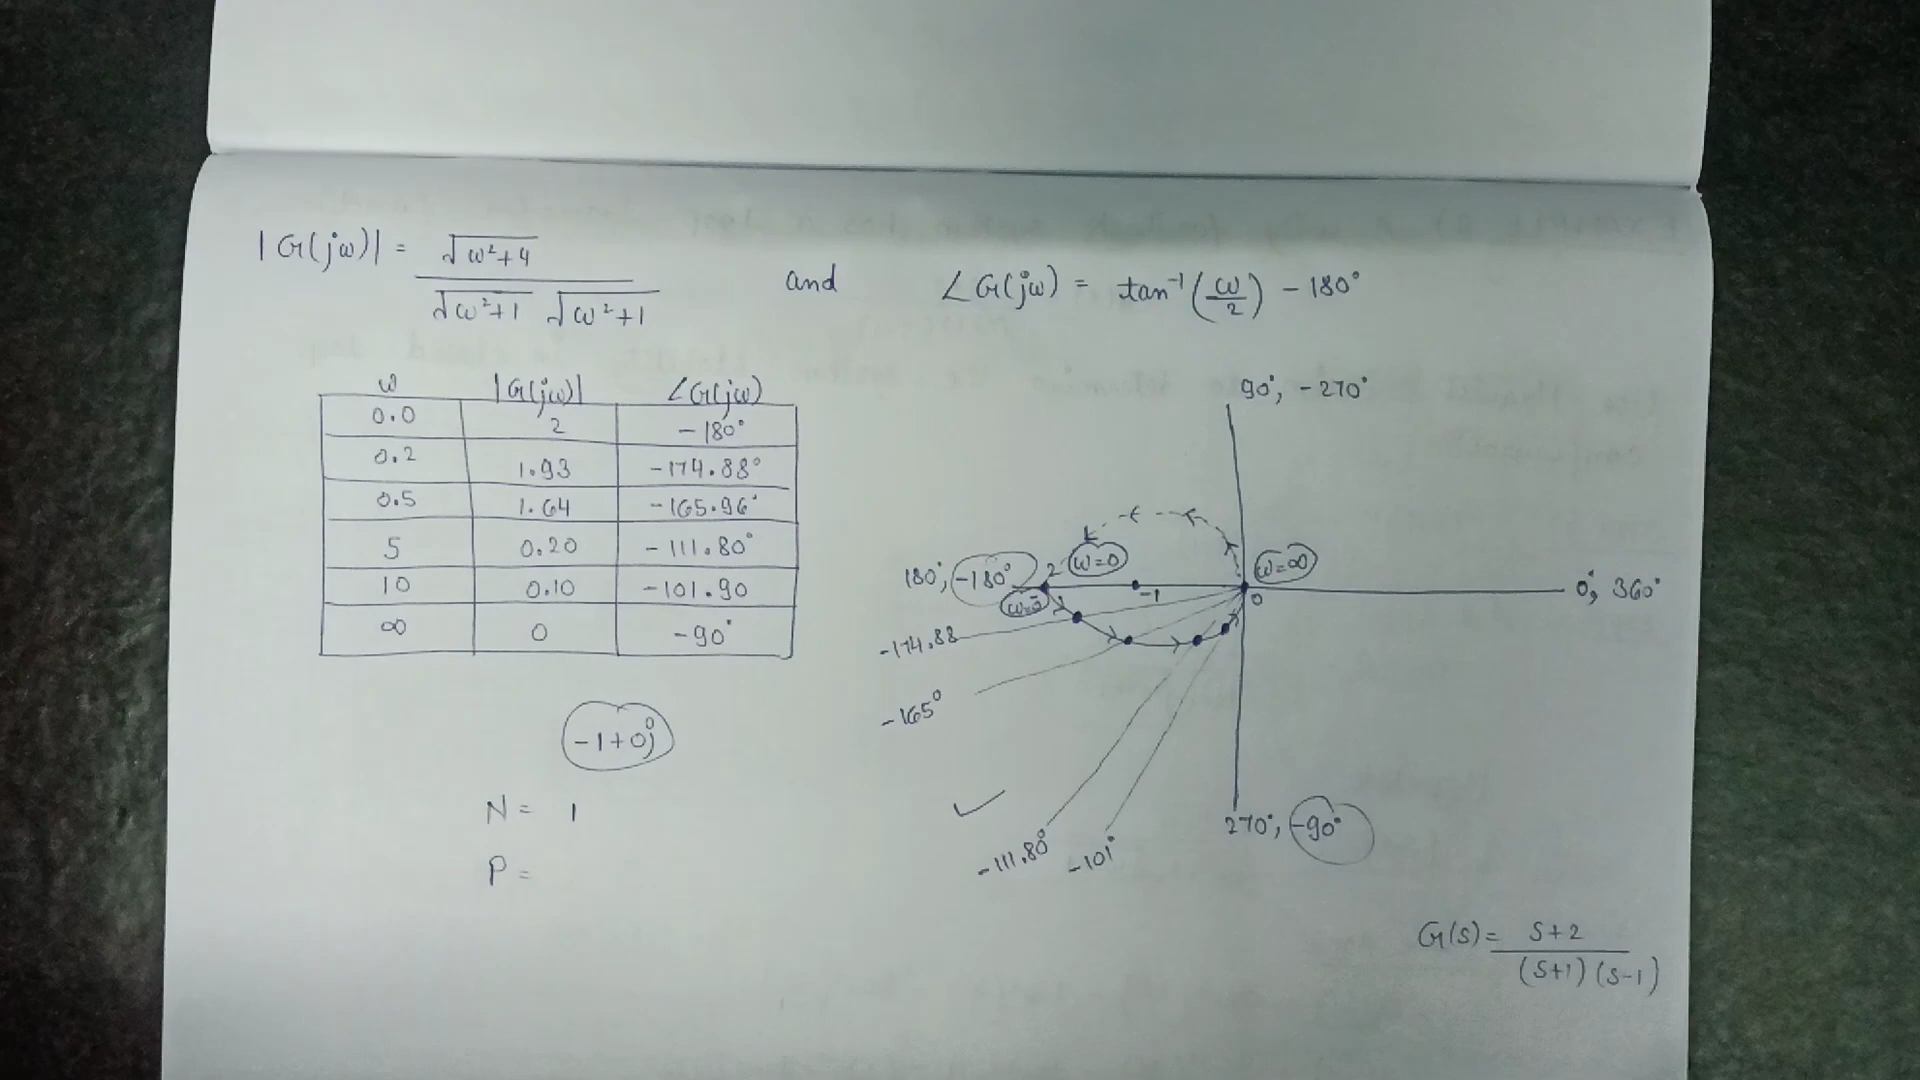 |G(jω)| = √ω²+4 / √ω²+1 √ω²+1 and ∠G(jω) = tan⁻¹(ω/2) - 180°
ω |G(jω)| ∠G(jω)
0.0 2 -180°
0.2 1.93 -174.88°
0.5 1.64 -165.96°
5 0.20 -111.80°
10 0.10 -101.90
∞ 0 -90°
-1+0j
N = 1
P =
90°, -270°
180°, -180° 2 ω=0 ω=∞ 0°, 360°
ω=0 -1 0
-174.88
-165°
-111.80° -101°
270°, -90°
G(s) = s+2 / (s+1)(s-1)